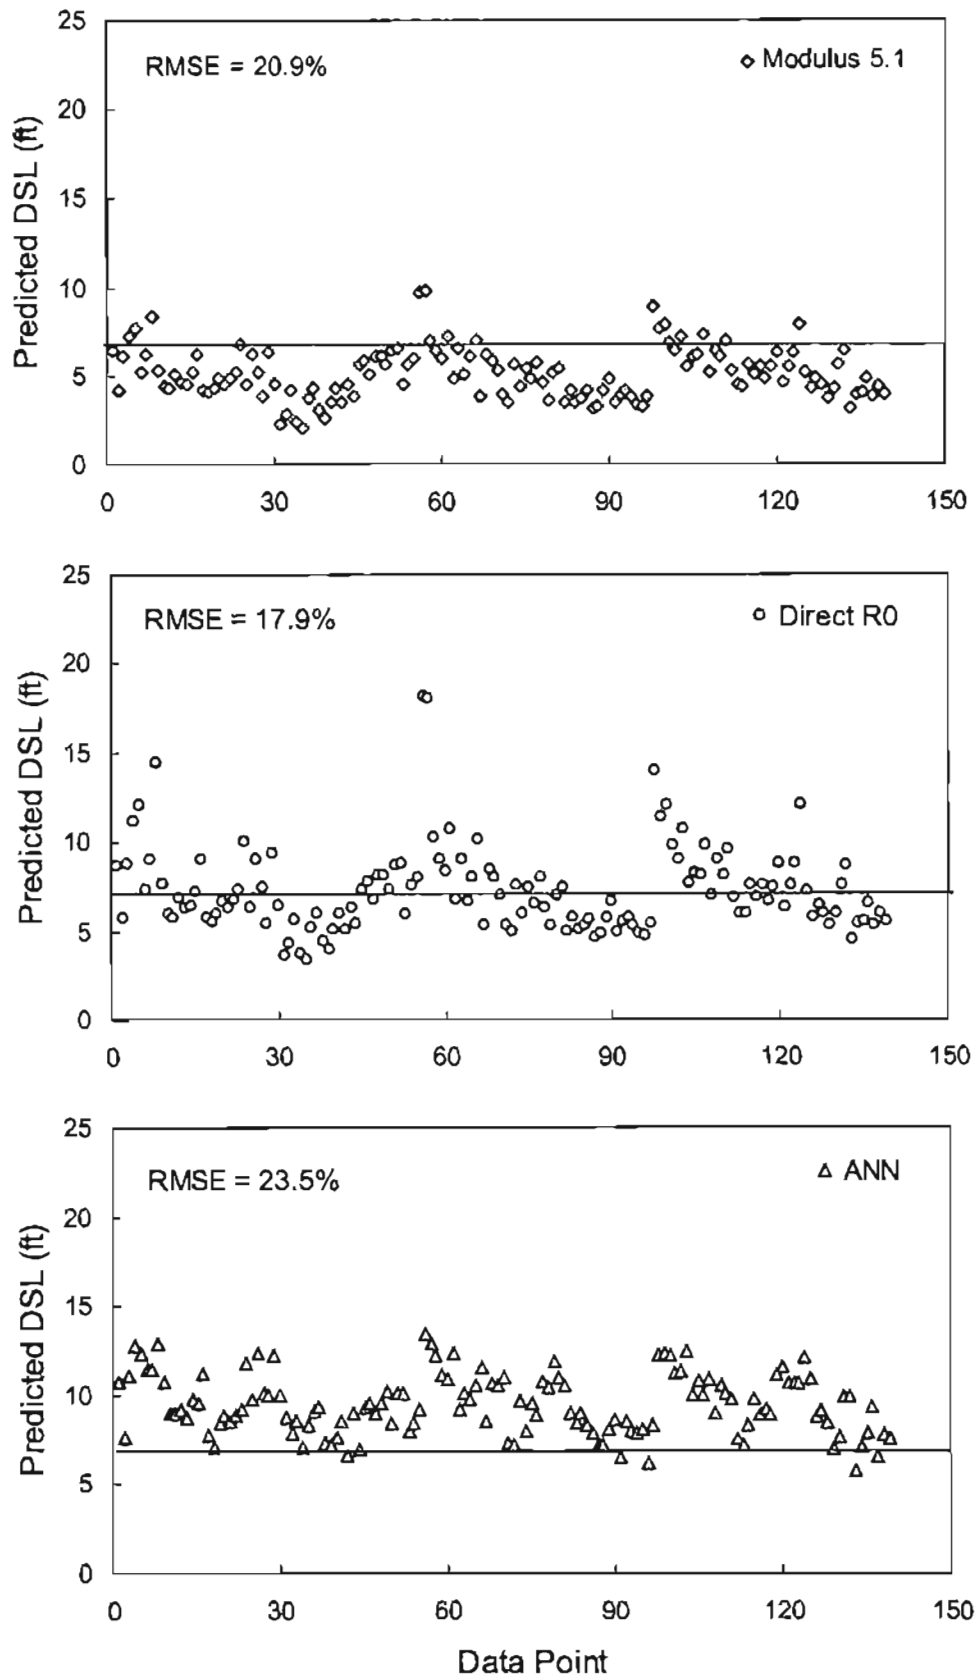 25
RMSE = 20.9%
Modulus 5.1
20
15
10
5
0
Predicted DSL (ft)
0 30 60 90 120 150
25
RMSE = 17.9%
Direct R0
20
15
10
5
0
Predicted DSL (ft)
0 30 60 90 120 150
25
RMSE = 23.5%
ANN
20
15
10
5
0
Predicted DSL (ft)
0 30 60 90 120 150
Data Point